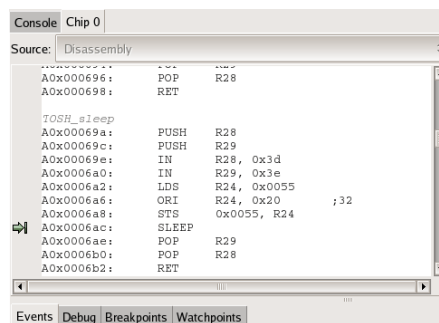 Console Chip 0
Source: Disassembly
A0x000696: POP R28
A0x000698: RET
TOSH_sleep
A0x00069a: PUSH R28
A0x00069c: PUSH R29
A0x00069e: IN R28, 0x3d
A0x0006a0: IN R29, 0x3e
A0x0006a2: LDS R24, 0x0055
A0x0006a6: ORI R24, 0x20 ;32
A0x0006a8: STS 0x0055, R24
A0x0006ac: SLEEP
A0x0006ae: POP R29
A0x0006b0: POP R28
A0x0006b2: RET
Events Debug Breakpoints Watchpoints